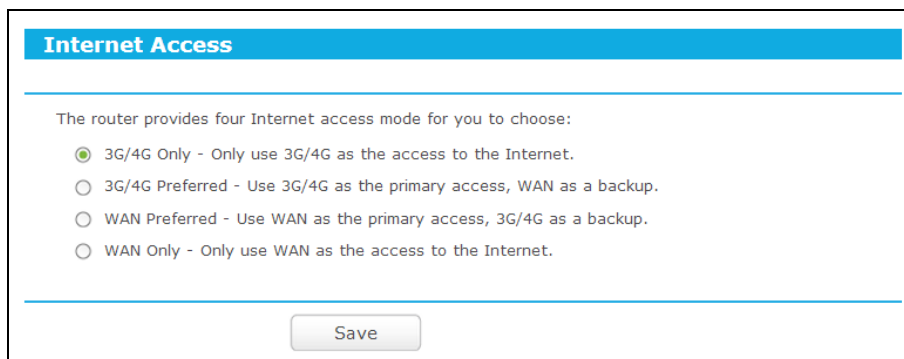 Internet Access
The router provides four Internet access mode for you to choose:
3G/4G Only - Only use 3G/4G as the access to the Internet.
3G/4G Preferred - Use 3G/4G as the primary access, WAN as a backup.
WAN Preferred - Use WAN as the primary access, 3G/4G as a backup.
WAN Only - Only use WAN as the access to the Internet.
Save